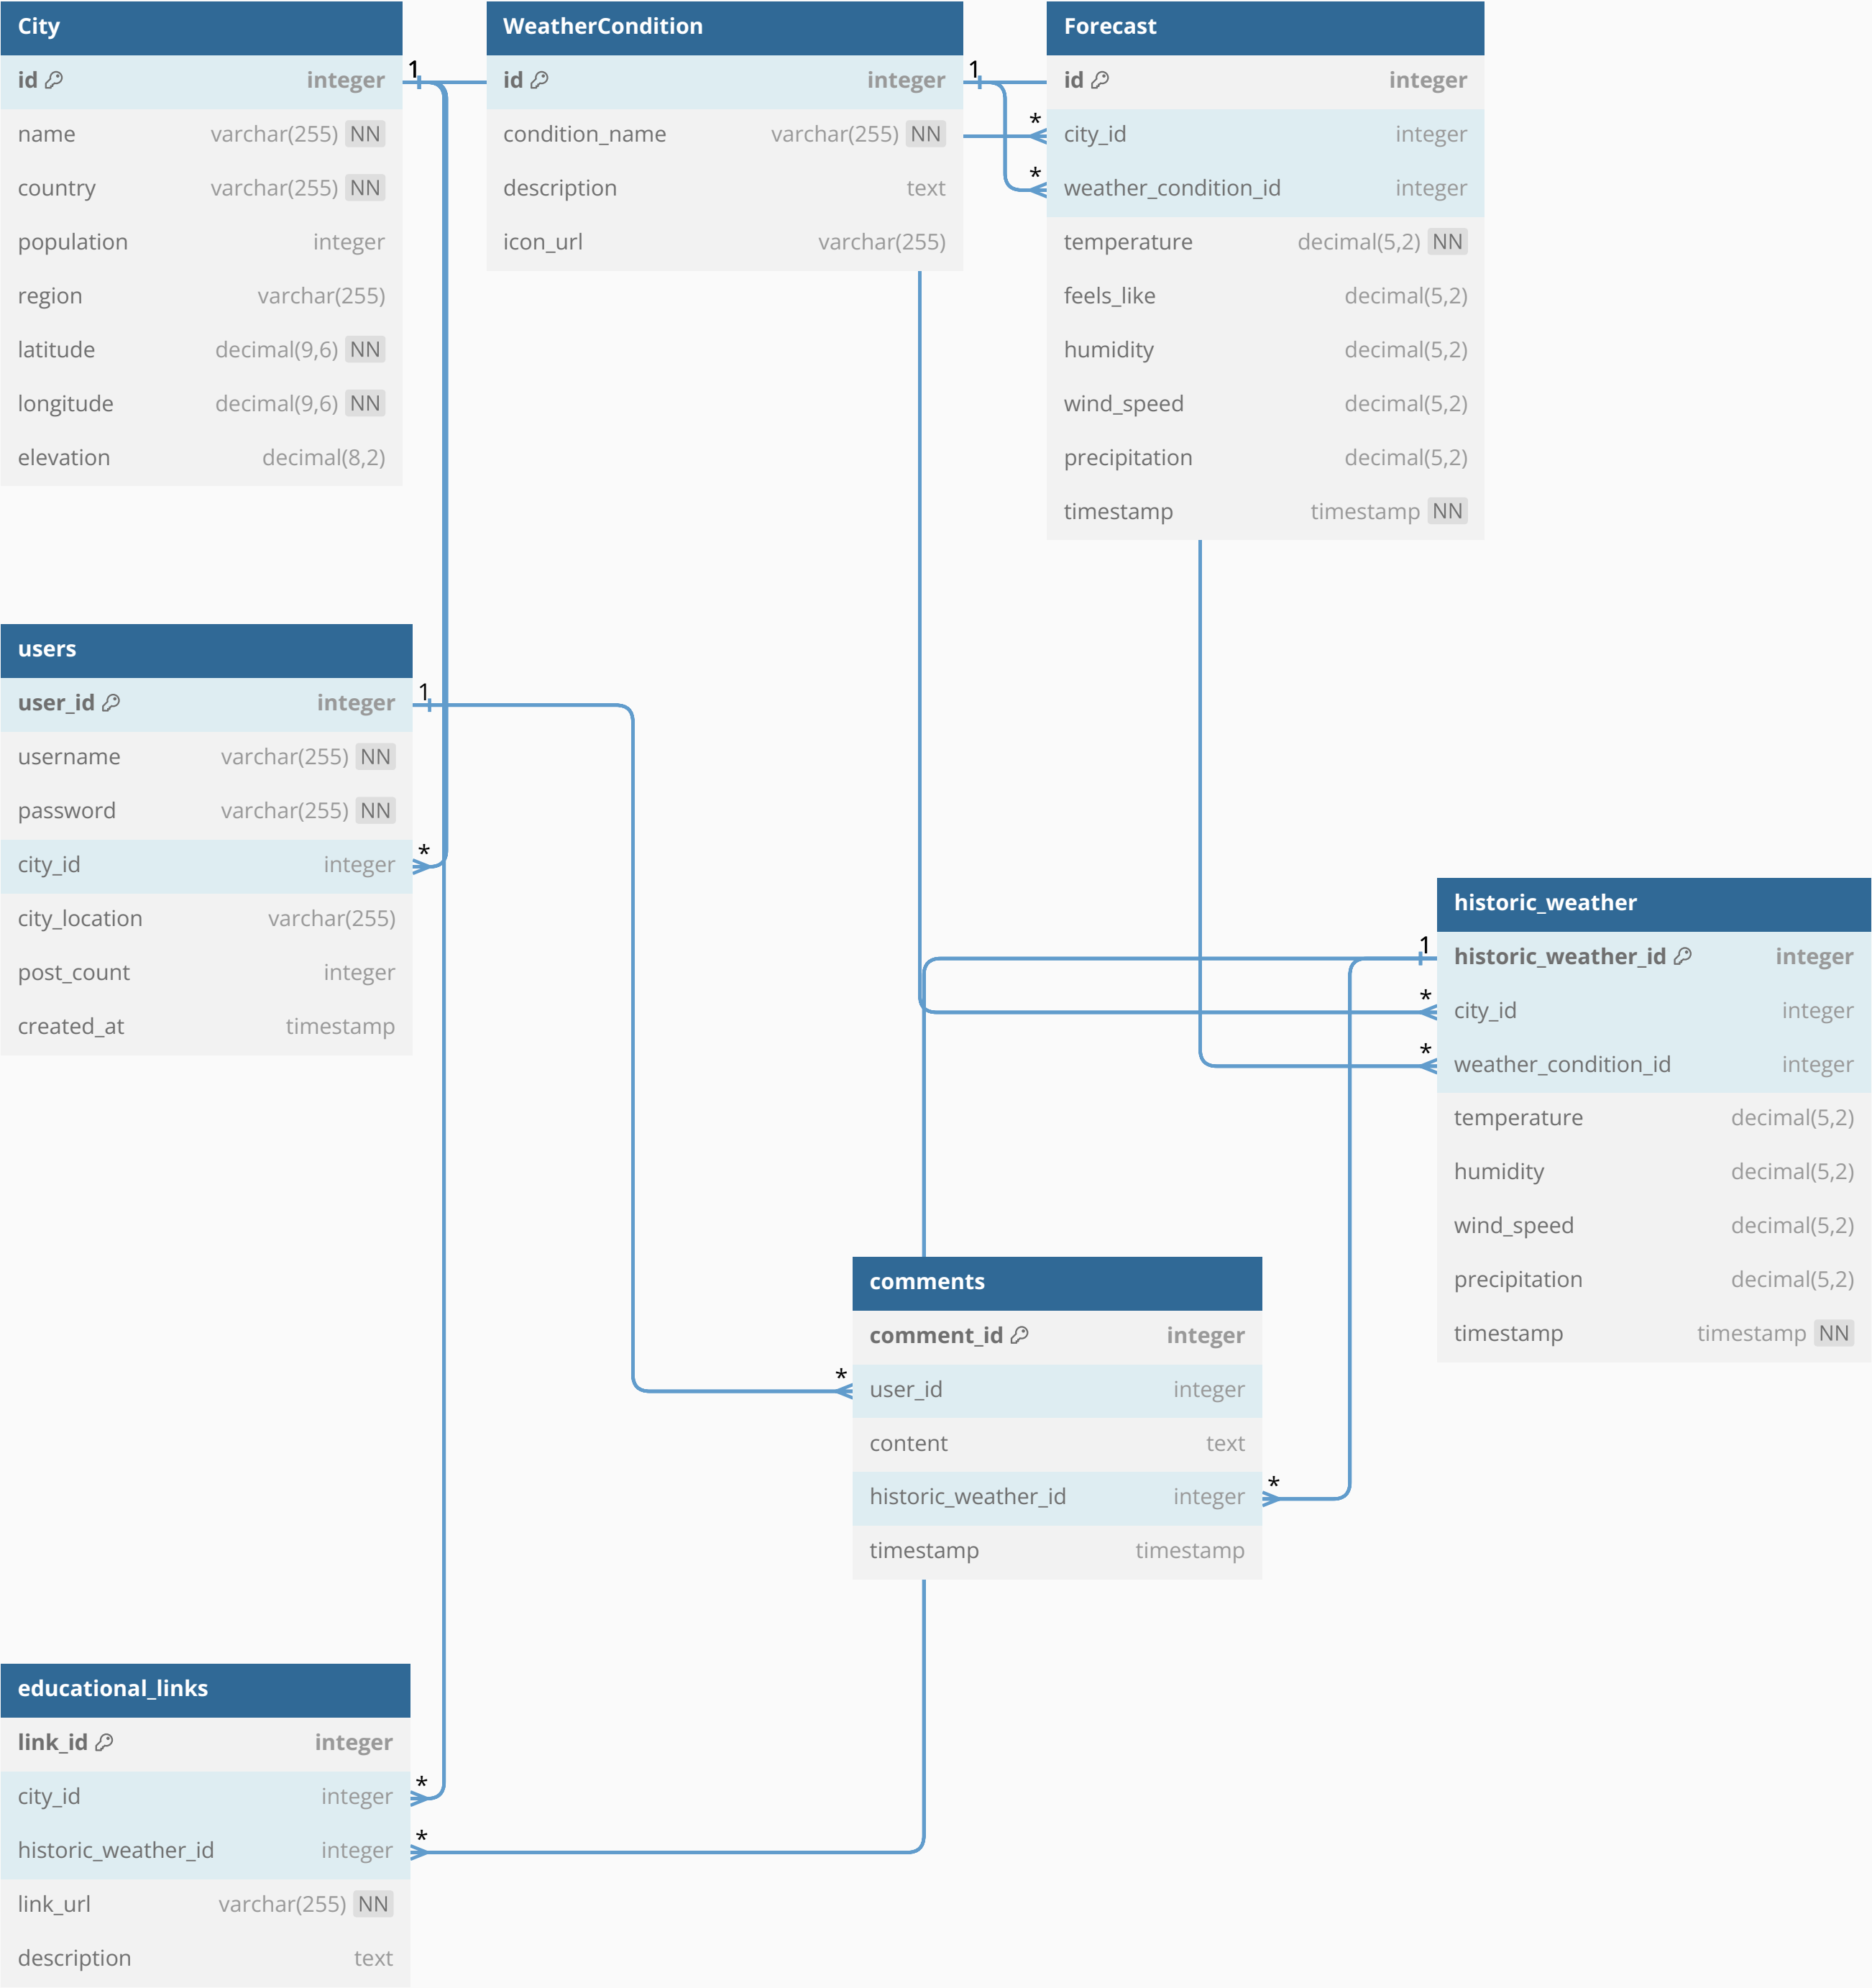 City
id integer
name varchar(255) NN
country varchar(255) NN
population integer
region varchar(255)
latitude decimal(9,6) NN
longitude decimal(9,6) NN
elevation decimal(8,2)
1
WeatherCondition
id integer
condition_name varchar(255) NN
description text
icon_url varchar(255)
1
*
*
Forecast
id integer
city_id integer
weather_condition_id integer
temperature decimal(5,2) NN
feels_like decimal(5,2)
humidity decimal(5,2)
wind_speed decimal(5,2)
precipitation decimal(5,2)
timestamp timestamp NN
users
user_id integer
username varchar(255) NN
password varchar(255) NN
city_id integer
city_location varchar(255)
post_count integer
created_at timestamp
1
*
historic_weather
1
*
*
historic_weather_id integer
city_id integer
weather_condition_id integer
temperature decimal(5,2)
humidity decimal(5,2)
wind_speed decimal(5,2)
precipitation decimal(5,2)
timestamp timestamp NN
comments
comment_id integer
user_id integer
content text
historic_weather_id integer
timestamp timestamp
*
*
educational_links
link_id integer
city_id integer
historic_weather_id integer
link_url varchar(255) NN
description text
*
*